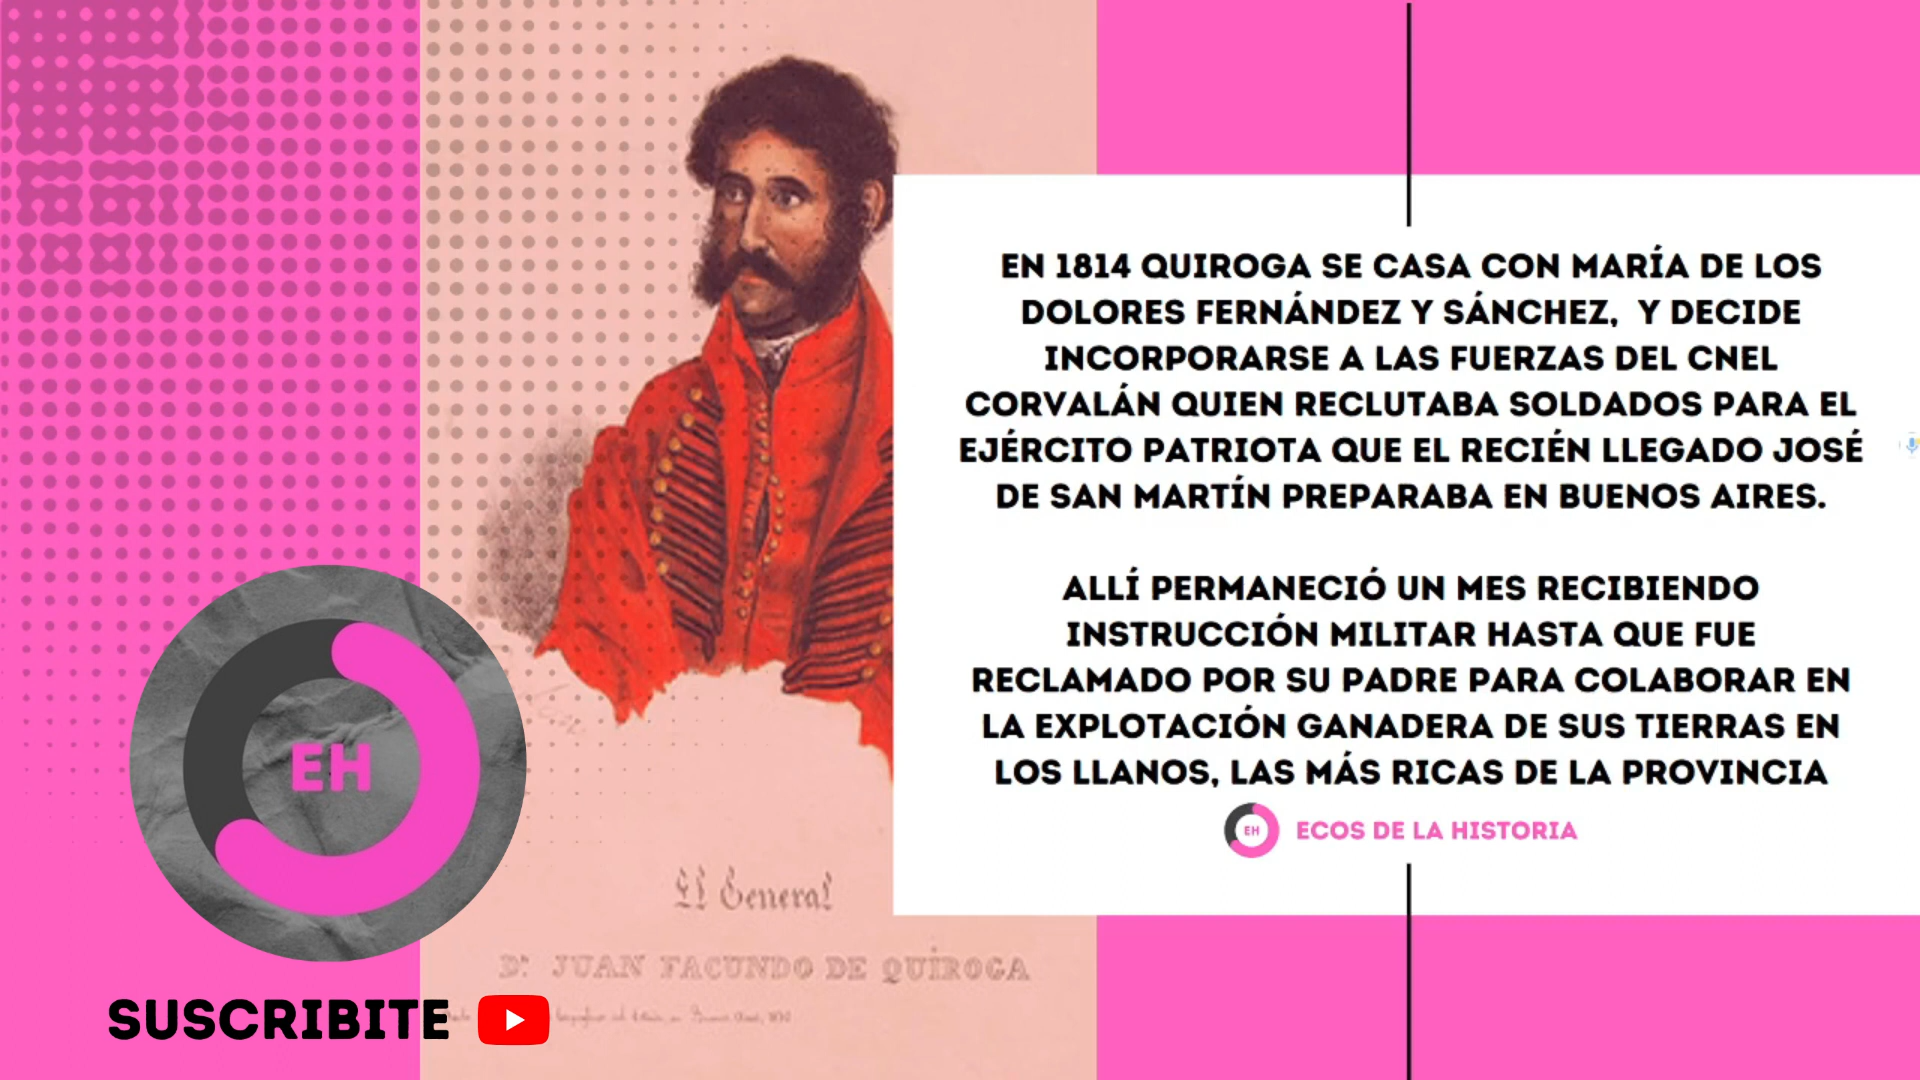 EN 1814 QUIROGA SE CASA CON MARÍA DE LOS
DOLORES FERNÁNDEZ Y SÁNCHEZ, Y DECIDE
INCORPORARSE A LAS FUERZAS DEL CNEL
CORVALÁN QUIEN RECLUTABA SOLDADOS PARA EL
EJÉRCITO PATRIOTA QUE EL RECIÉN LLEGADO JOSÉ
DE SAN MARTÍN PREPARABA EN BUENOS AIRES.
ALLÍ PERMANECIÓ UN MES RECIBIENDO
INSTRUCCIÓN MILITAR HASTA QUE FUE
RECLAMADO POR SU PADRE PARA COLABORAR EN
LA EXPLOTACIÓN GANADERA DE SUS TIERRAS EN
LOS LLANOS, LAS MÁS RICAS DE LA PROVINCIA
EH ECOS DE LA HISTORIA
EH
El General
Dn. JUAN FACUNDO DE QUIROGA
SUSCRIBITE